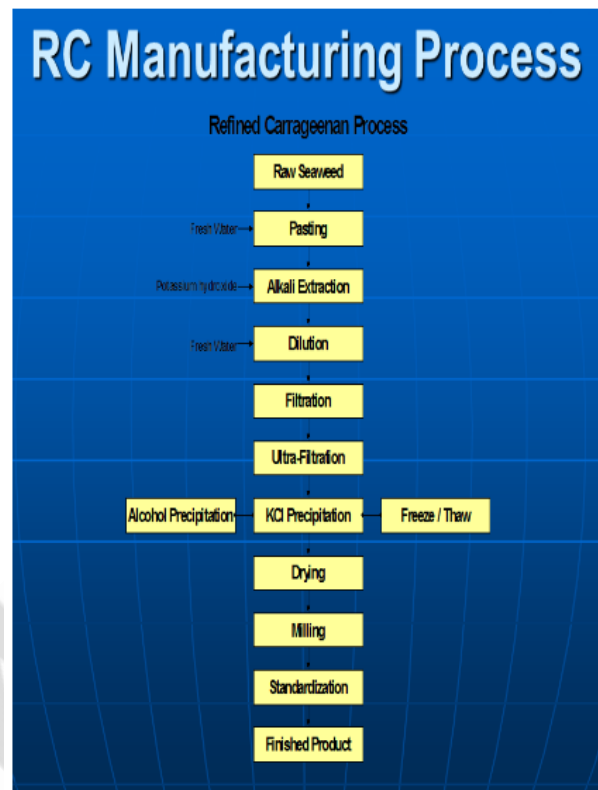 RC Manufacturing Process
Refined Carrageenan Process
Raw Seaweed
Fresh Water
Pasting
Potassium hydroxide
Alkali Extraction
Fresh Water
Dilution
Filtration
Ultra-Filtration
Alcohol Precipitation
KCl Precipitation
Freeze / Thaw
Drying
Milling
Standardization
Finished Product